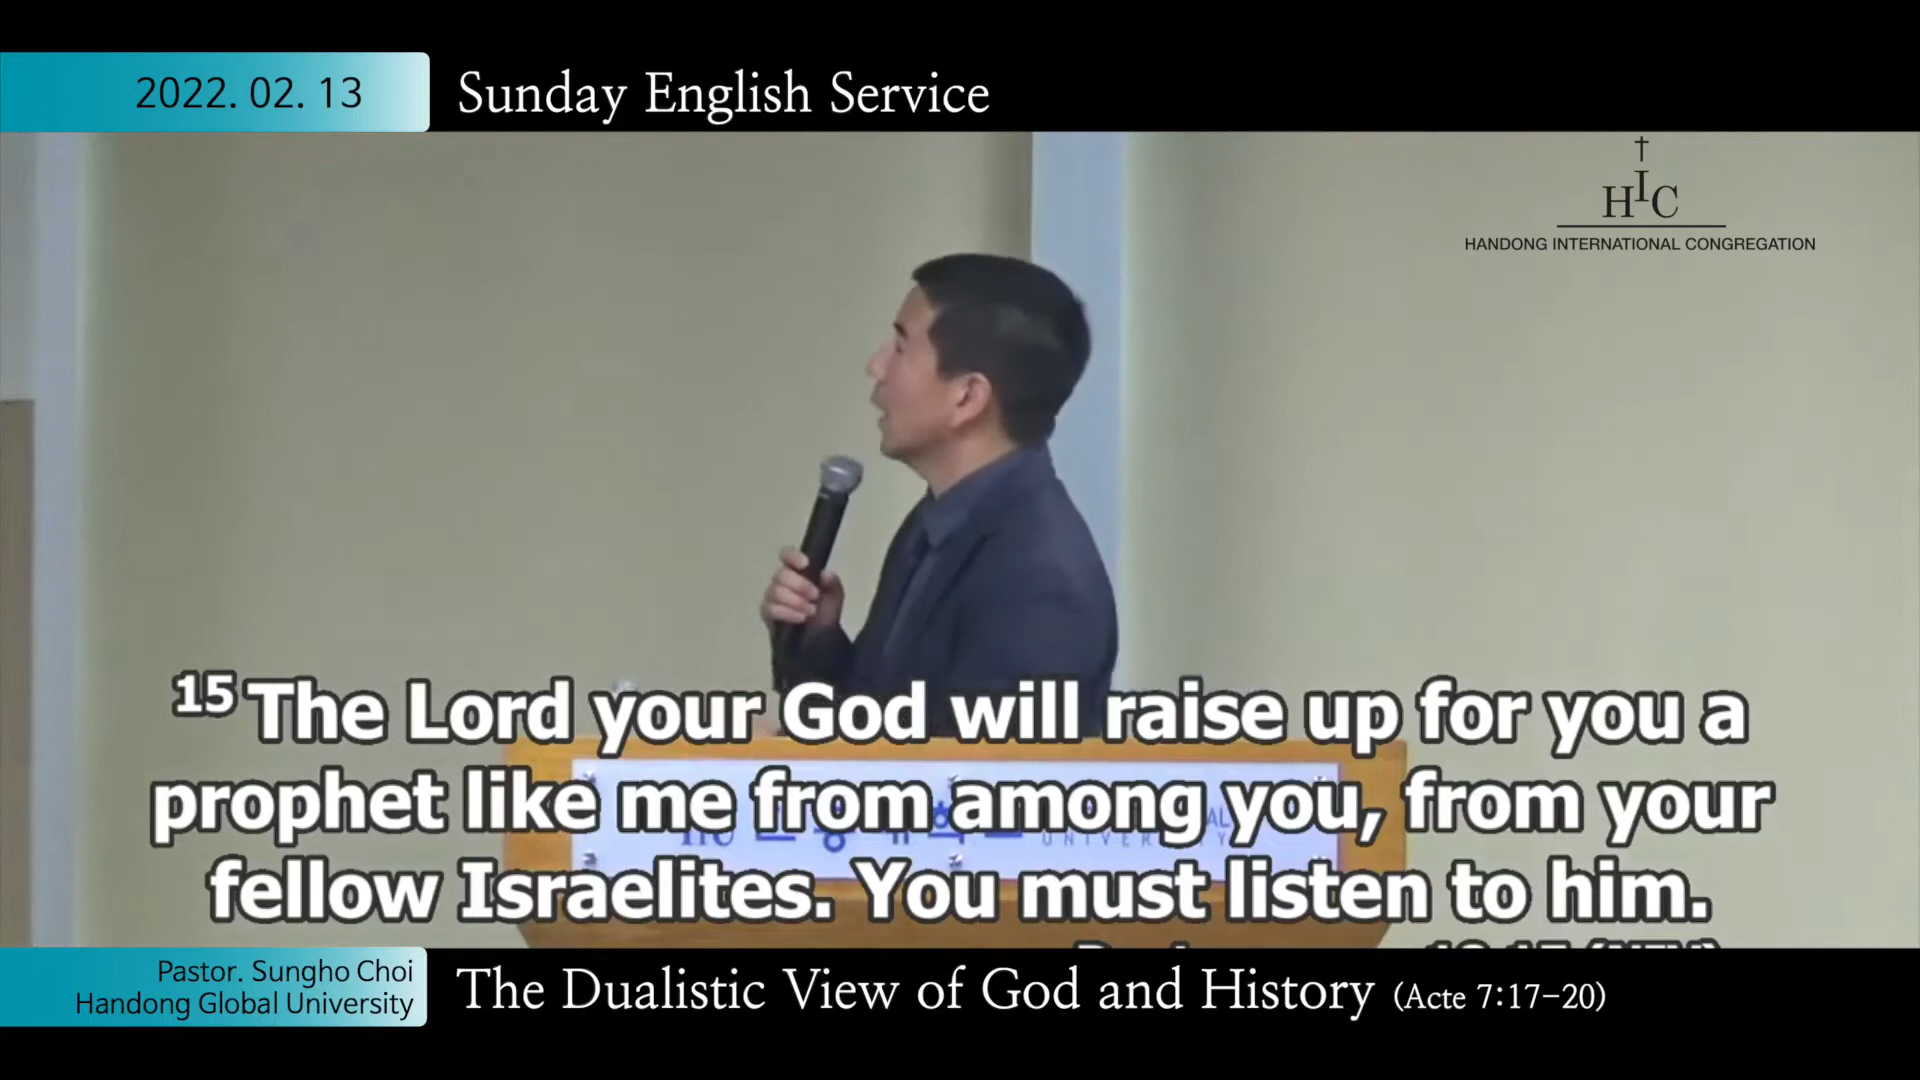 2022. 02. 13
Sunday English Service
HIC
HANDONG INTERNATIONAL CONGREGATION
15 The Lord your God will raise up for you a
prophet like me from among you, from your
fellow Israelites. You must listen to him.
Pastor. Sungho Choi
Handong Global University
The Dualistic View of God and History (Acte 7:17-20)